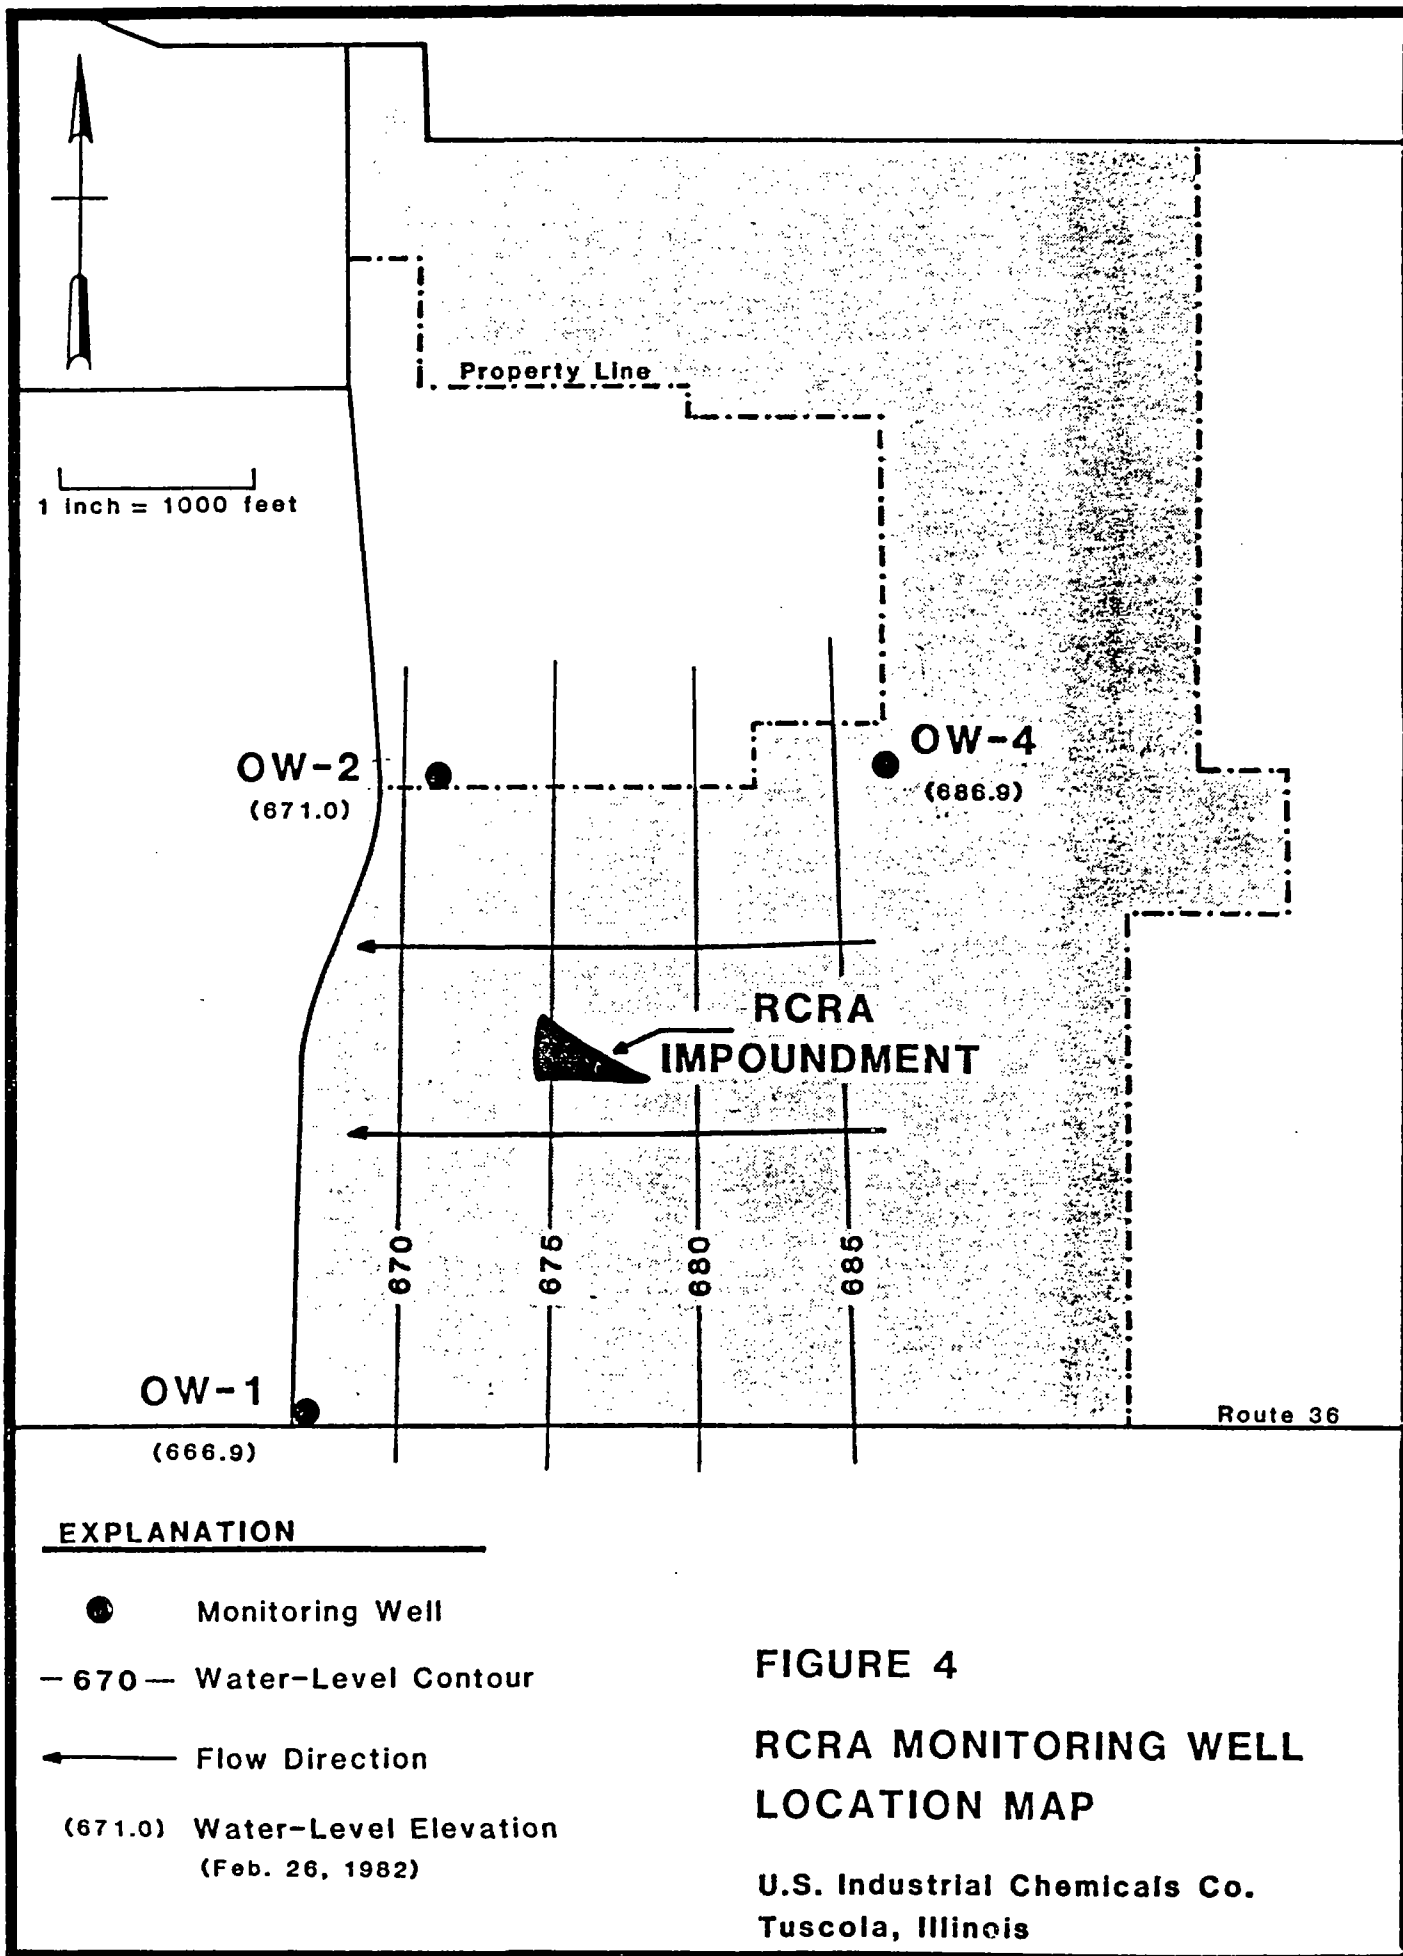 Property Line
1 inch = 1000 feet
OW-2
(671.0)
OW-4
(686.9)
RCRA
IMPOUNDMENT
670
675
680
685
OW-1
(666.9)
Route 36
EXPLANATION
Monitoring Well
-670- Water-Level Contour
Flow Direction
(671.0) Water-Level Elevation
(Feb. 26, 1982)
FIGURE 4
RCRA MONITORING WELL
LOCATION MAP
U.S. Industrial Chemicals Co.
Tuscola, Illinois